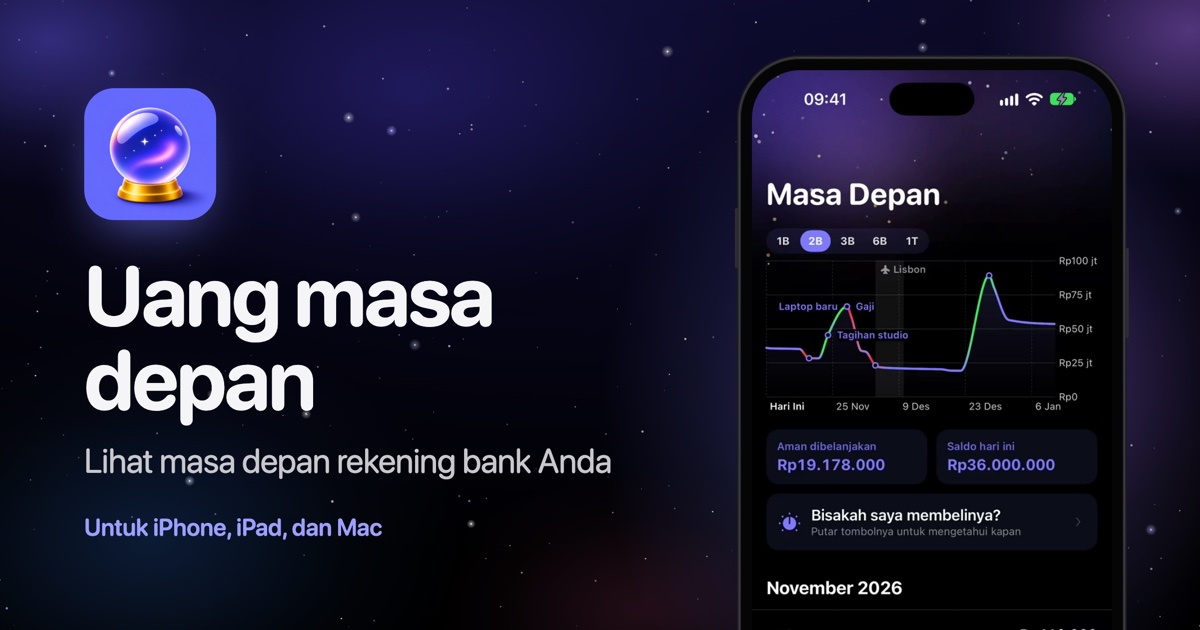 Uang masa
depan
Lihat masa depan rekening bank Anda
Untuk iPhone, iPad, dan Mac
09:41
Masa Depan
1B 2B 3B 6B 1T
Lisbon
Rp100 jt
Rp75 jt
Rp50 jt
Rp25 jt
Rp0
Laptop baru
Gaji
Tagihan studio
Hari Ini 25 Nov 9 Des 23 Des 6 Jan
Aman dibelanjakan
Rp19.178.000
Saldo hari ini
Rp36.000.000
Bisakah saya membelinya?
Putar tombolnya untuk mengetahui kapan
November 2026